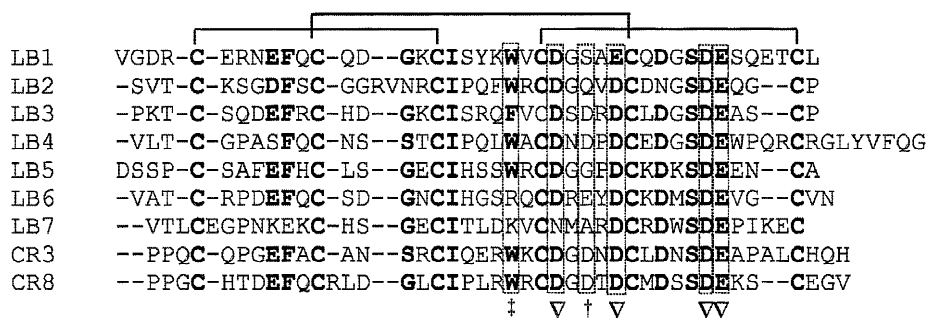 LB1 VGDR-C-ERNEFQC-QD--GKCISYKWVCDGSAECQDGSDESQETCL
LB2 -SVT-C-KSGDFSC-GGRVNRCIPQFWRCDGQVDCDNGSDEQG--CP
LB3 -PKT-C-SQDEFRC-HD--GKCISRQFVCDSDRDCLDGSDEAS--CP
LB4 -VLT-C-GPASFQC-NS--STCIPQLWACDNDPDCEDGSDEWPQRCRGLYVFQG
LB5 DSSP-C-SAFEFHC-LS--GECIHSSWRCDGGPDCKDKSDEEN--CA
LB6 -VAT-C-RPDEFQC-SD--GNCIHGSRQCDREYDCKDMSDEVG--CVN
LB7 --VTLCEGPNKEKC-HS--GECITLDKVCNMARDCRDWSDEPIKEC
CR3 --PPQC-QPGEFAC-AN--SRCIQERWKCDGDNDCLDNSDEAPALCHQH
CR8 --PPGC-HTDEFQCRLD--GLCIPLRWRCDGDTDCMDSSDEKS--CEGV
‡ ∇ † ∇ ∇∇